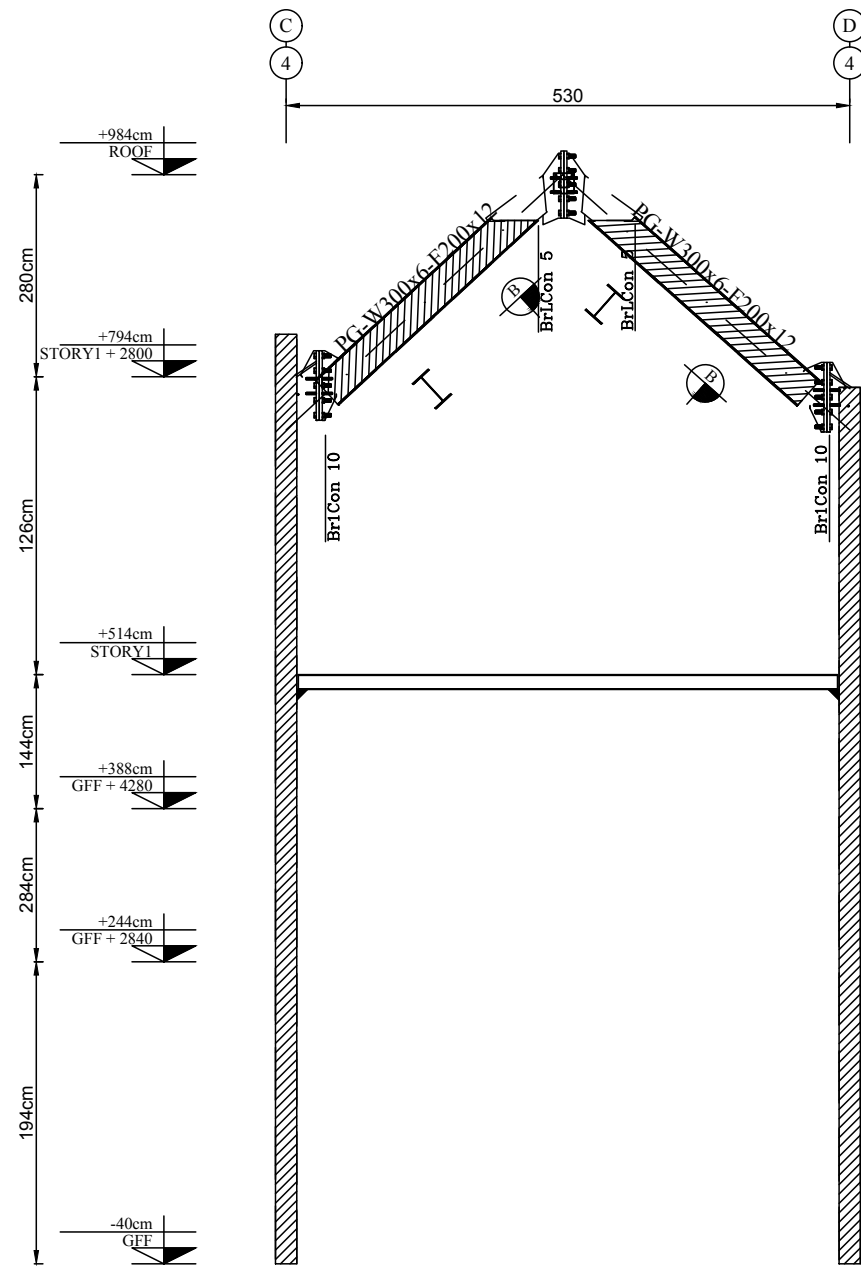 C
D
4
4
530
+984cm
ROOF
280cm
PG-W300x6-F200x12
PG-W300x6-F200x12
BrLCon 5
BrLCon 5
B
B
+794cm
STORY1 + 2800
Br1Con 10
Br1Con 10
126cm
+514cm
STORY1
144cm
+388cm
GFF + 4280
284cm
+244cm
GFF + 2840
194cm
-40cm
GFF